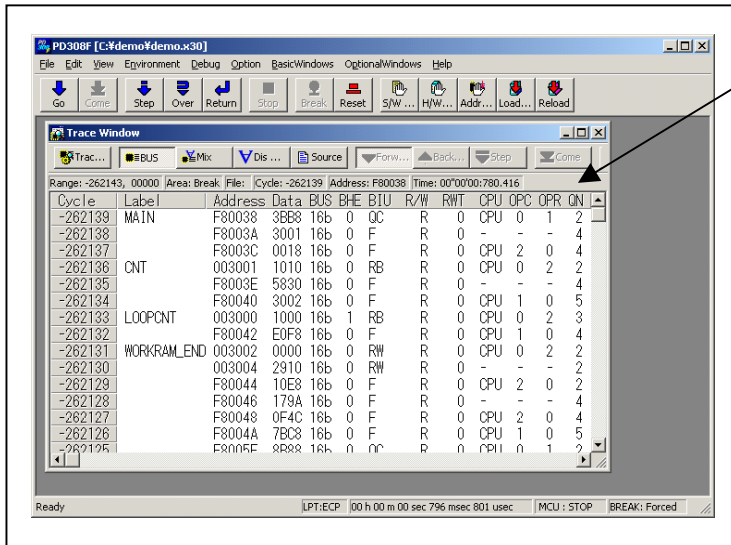 PD308F [C:¥demo¥demo.x30]
File Edit View Environment Debug Option BasicWindows OptionalWindows Help
Go Come Step Over Return Stop Break Reset S/W ... H/W... Addr... Load... Reload
Trace Window
Trac... BUS Mix Dis ... Source Forw... Back... Step Come
Range: -262143, 00000 Area: Break File: Cycle: -262139 Address: F80038 Time: 00"00'00:780.416
Cycle Label Address Data BUS BHE BIU R/W RWT CPU OPC OPR QN
-262139 MAIN F80038 3BB8 16b 0 QC R 0 CPU 0 1 2
-262138 F8003A 3001 16b 0 F R 0 - - - 4
-262137 F8003C 0018 16b 0 F R 0 CPU 2 0 4
-262136 CNT 003001 1010 16b 0 RB R 0 CPU 0 2 2
-262135 F8003E 5830 16b 0 F R 0 - - - 4
-262134 F80040 3002 16b 0 F R 0 CPU 1 0 5
-262133 LOOPCNT 003000 1000 16b 1 RB R 0 CPU 0 2 3
-262132 F80042 E0F8 16b 0 F R 0 CPU 1 0 4
-262131 WORKRAM_END 003002 0000 16b 0 RW R 0 CPU 0 2 2
-262130 003004 2910 16b 0 RW R 0 - - - 2
-262129 F80044 10E8 16b 0 F R 0 CPU 2 0 2
-262128 F80046 179A 16b 0 F R 0 - - - 4
-262127 F80048 0F4C 16b 0 F R 0 CPU 2 0 4
-262126 F8004A 7BC8 16b 0 F R 0 CPU 1 0 5
-262125 F8005E 8B88 16b 0 QC R 0 CPU 0 1 2
Ready LPT:ECP 00 h 00 m 00 sec 796 msec 801 usec MCU : STOP BREAK: Forced